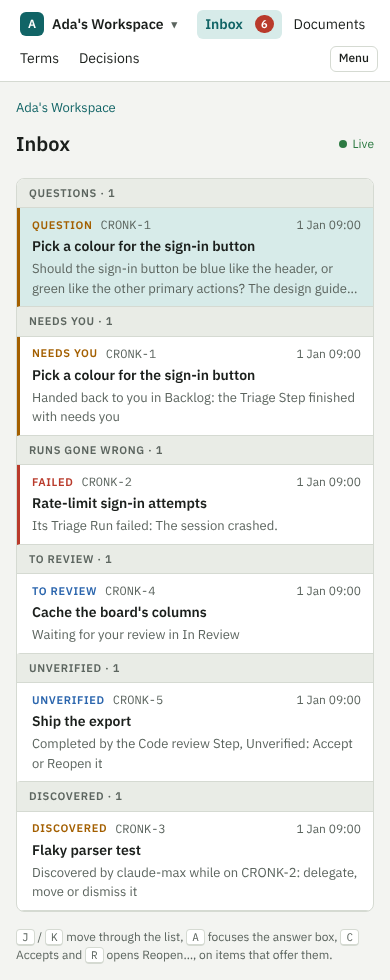 A Ada's Workspace ▾ Inbox 6 Documents
Terms Decisions Menu
Ada's Workspace
Inbox Live
QUESTIONS · 1
QUESTION CRONK-1 1 Jan 09:00
Pick a colour for the sign-in button
Should the sign-in button be blue like the header, or
green like the other primary actions? The design guide…
NEEDS YOU · 1
NEEDS YOU CRONK-1 1 Jan 09:00
Pick a colour for the sign-in button
Handed back to you in Backlog: the Triage Step finished
with needs you
RUNS GONE WRONG · 1
FAILED CRONK-2 1 Jan 09:00
Rate-limit sign-in attempts
Its Triage Run failed: The session crashed.
TO REVIEW · 1
TO REVIEW CRONK-4 1 Jan 09:00
Cache the board's columns
Waiting for your review in In Review
UNVERIFIED · 1
UNVERIFIED CRONK-5 1 Jan 09:00
Ship the export
Completed by the Code review Step, Unverified: Accept
or Reopen it
DISCOVERED · 1
DISCOVERED CRONK-3 1 Jan 09:00
Flaky parser test
Discovered by claude-max while on CRONK-2: delegate,
move or dismiss it
J / K move through the list, A focuses the answer box, C
Accepts and R opens Reopen…, on items that offer them.